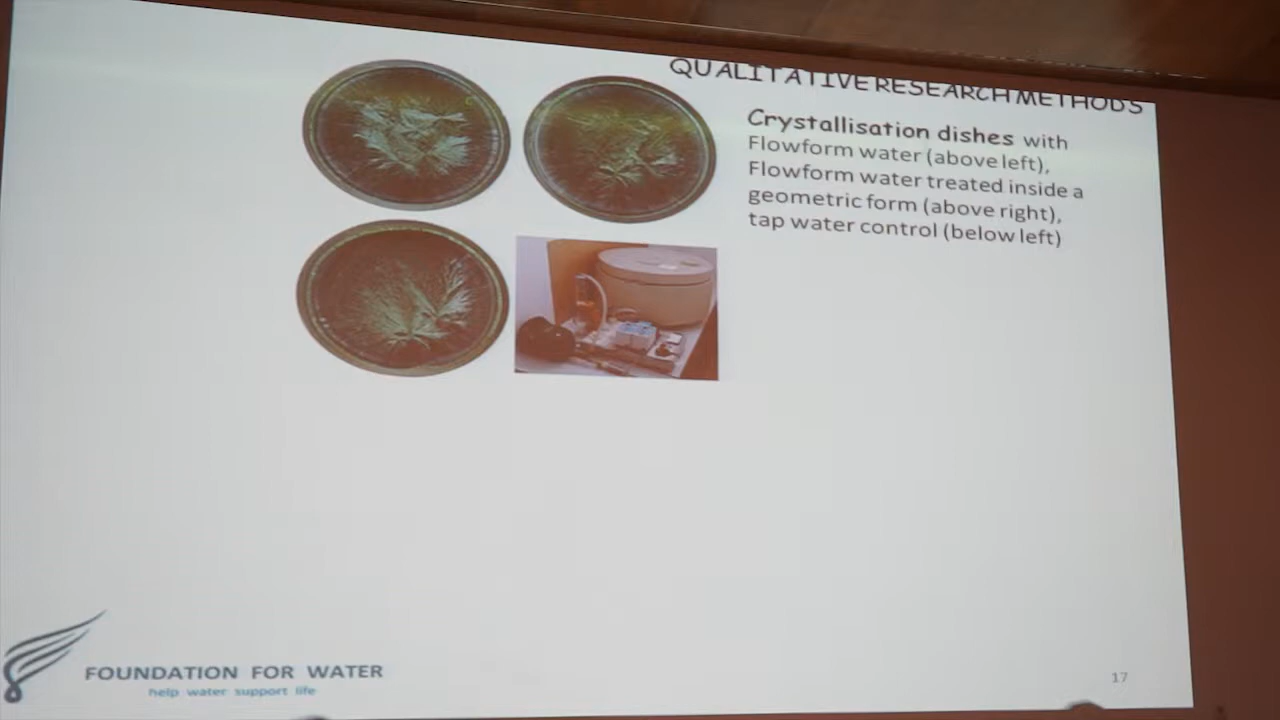 QUALITATIVE RESEARCH METHODS
Crystallisation dishes with
Flowform water (above left),
Flowform water treated inside a
geometric form (above right),
tap water control (below left)
FOUNDATION FOR WATER
help water support life
17